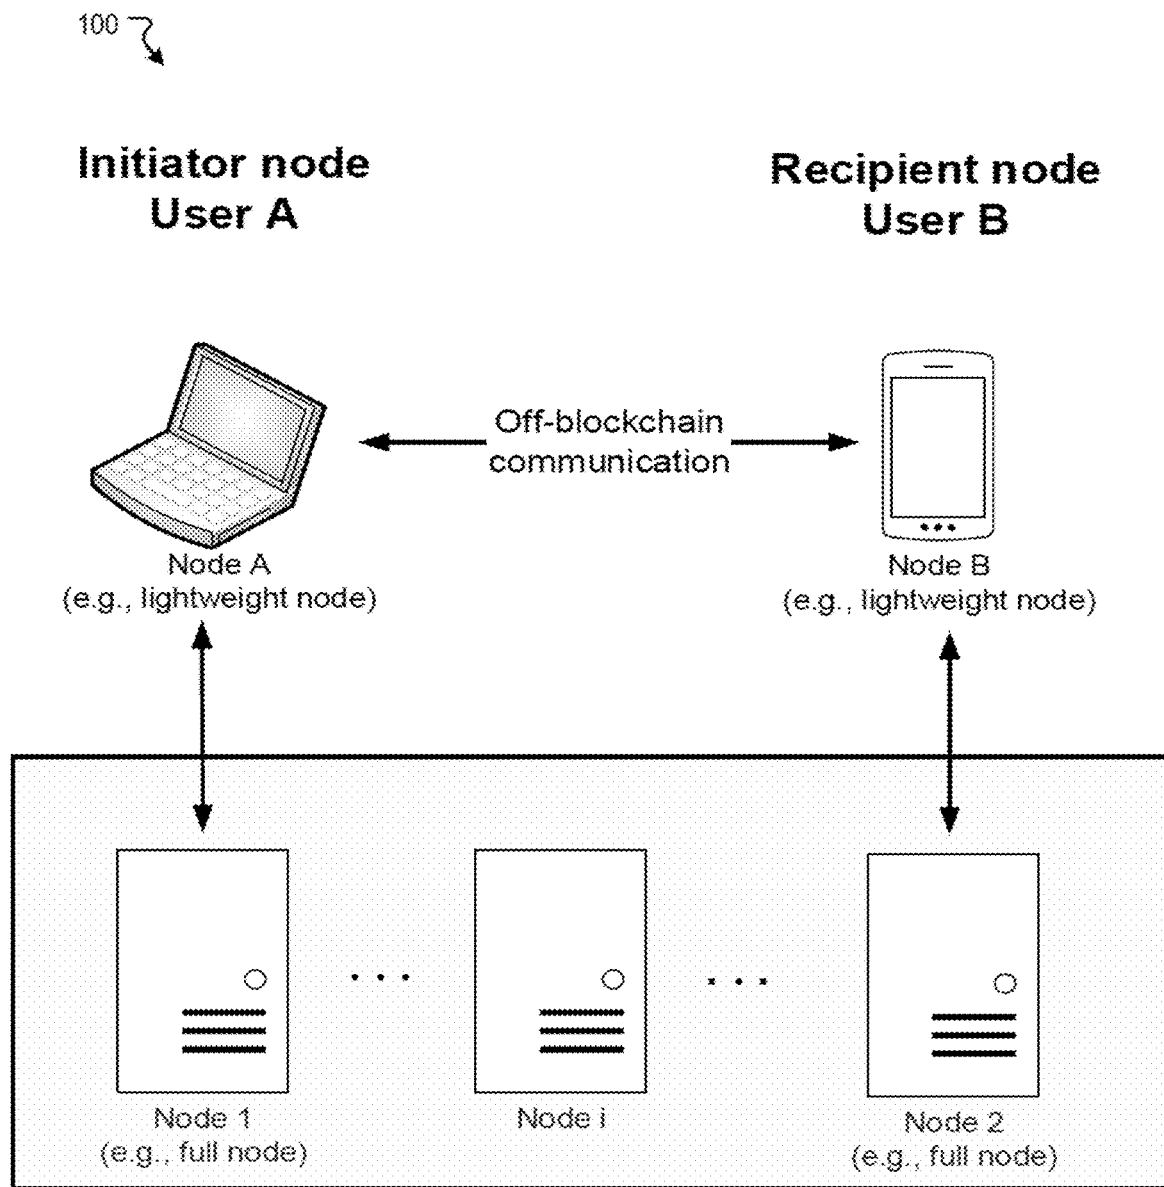 100
Initiator node
User A
Recipient node
User B
Off-blockchain
communication
Node A
(e.g., lightweight node)
Node B
(e.g., lightweight node)
. . .
. . .
Node 1
(e.g., full node)
Node i
Node 2
(e.g., full node)